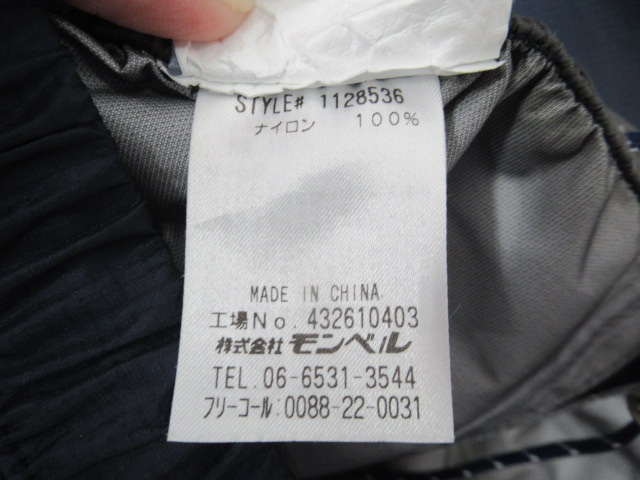 STYLE# 1128536
ナイロン 100%
MADE IN CHINA
工場No. 432610403
株式会社 モンベル
TEL. 06-6531-3544
フリーコール:0088-22-0031